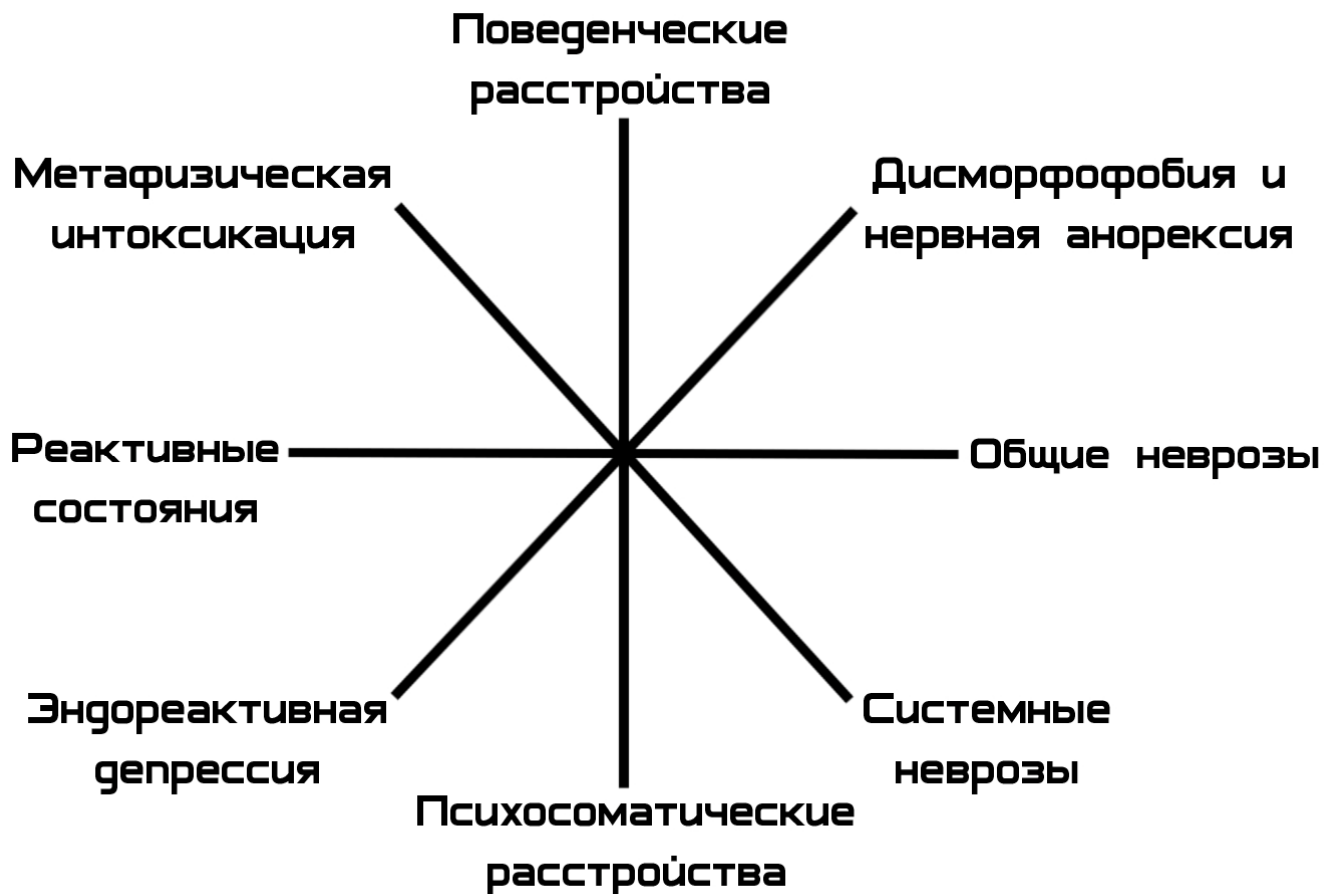 Поведенческие
расстройства
Метафизическая
интоксикация
Дисморфофобия и
нервная анорексия
Реактивные
состояния
Общие неврозы
Эндореактивная
депрессия
Системные
неврозы
Психосоматические
расстройства